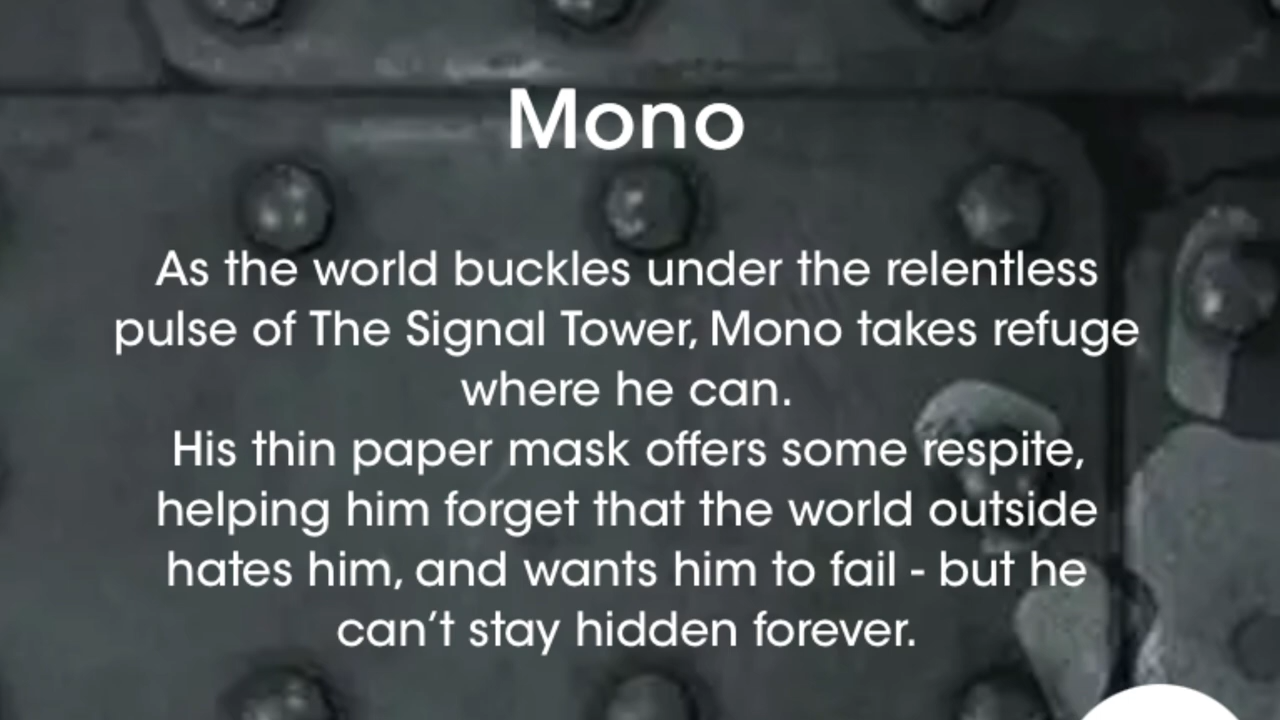 Mono
As the world buckles under the relentless
pulse of The Signal Tower, Mono takes refuge
where he can.
His thin paper mask offers some respite,
helping him forget that the world outside
hates him, and wants him to fail - but he
can’t stay hidden forever.